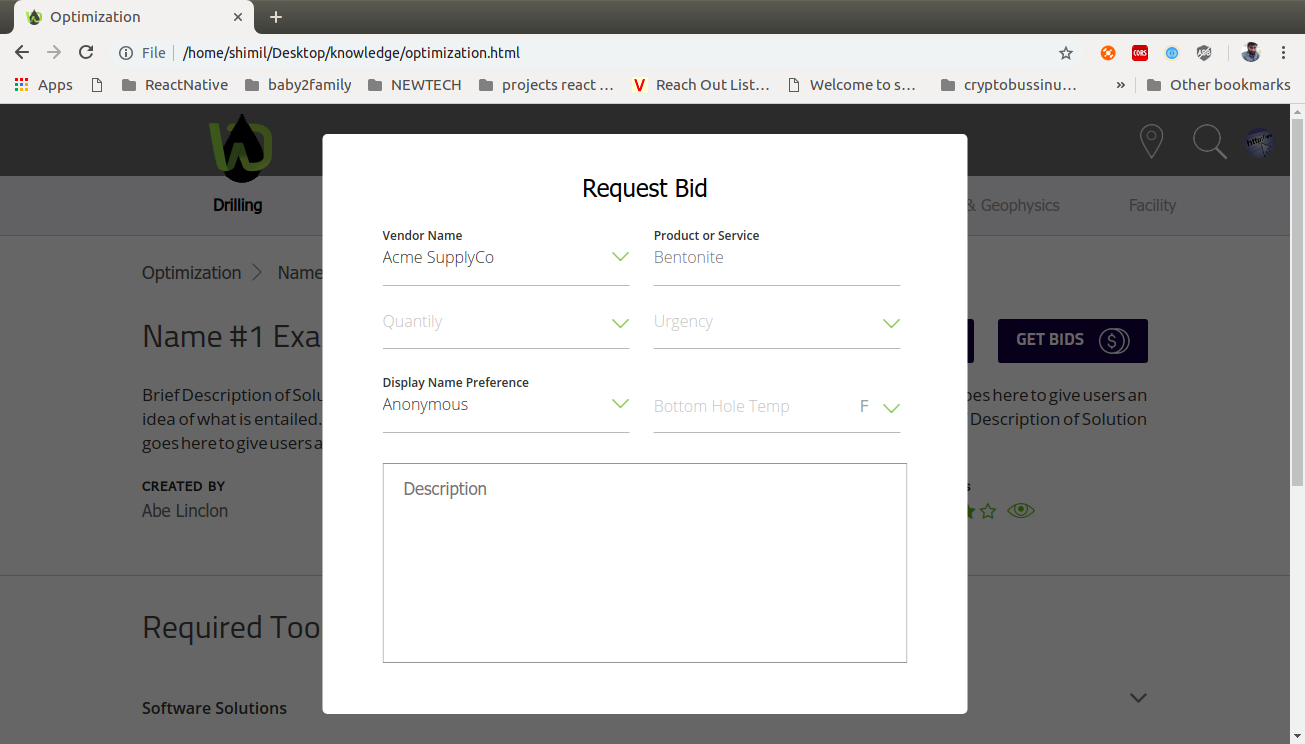 Optimization
File
/home/shimil/Desktop/knowledge/optimization.html
CORS
Apps
ReactNative
baby2family
NEWTECH
projects react ...
Reach Out List...
Welcome to s...
cryptobussinu...
»
Other bookmarks
Drilling
& Geophysics
Facility
Optimization
Name
Name #1 Exa
GET BIDS
Brief Description of Solu
oes here to give users an
idea of what is entailed.
Description of Solution
goes here to give users a
CREATED BY
Abe Linclon
s
Required Too
Software Solutions
Request Bid
Vendor Name
Product or Service
Acme SupplyCo
Bentonite
Quantily
Urgency
Display Name Preference
Anonymous
Bottom Hole Temp
F
Description